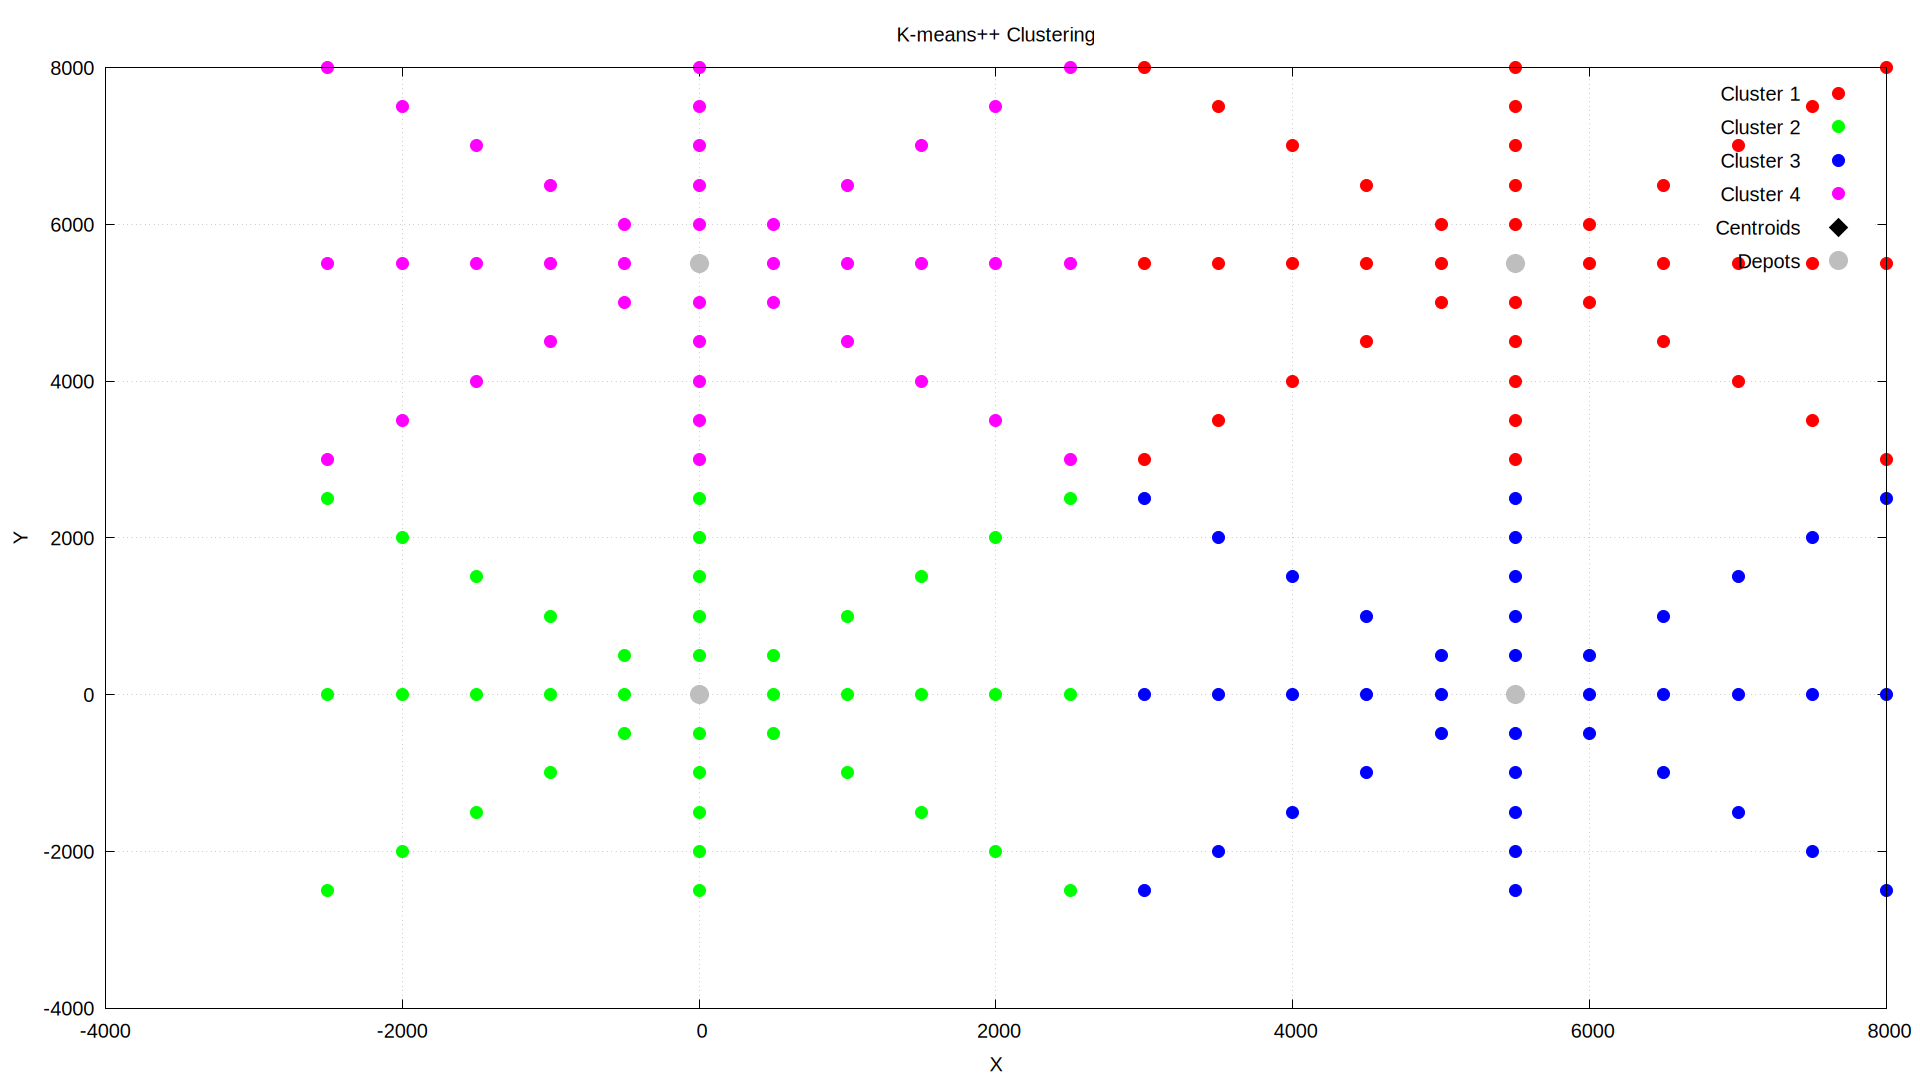 K-means++ Clustering
8000
Cluster 1
Cluster 2
Cluster 3
Cluster 4
6000
Centroids
Depots
4000
Y
2000
0
-2000
-4000
-4000 -2000 0 2000 4000 6000 8000
X